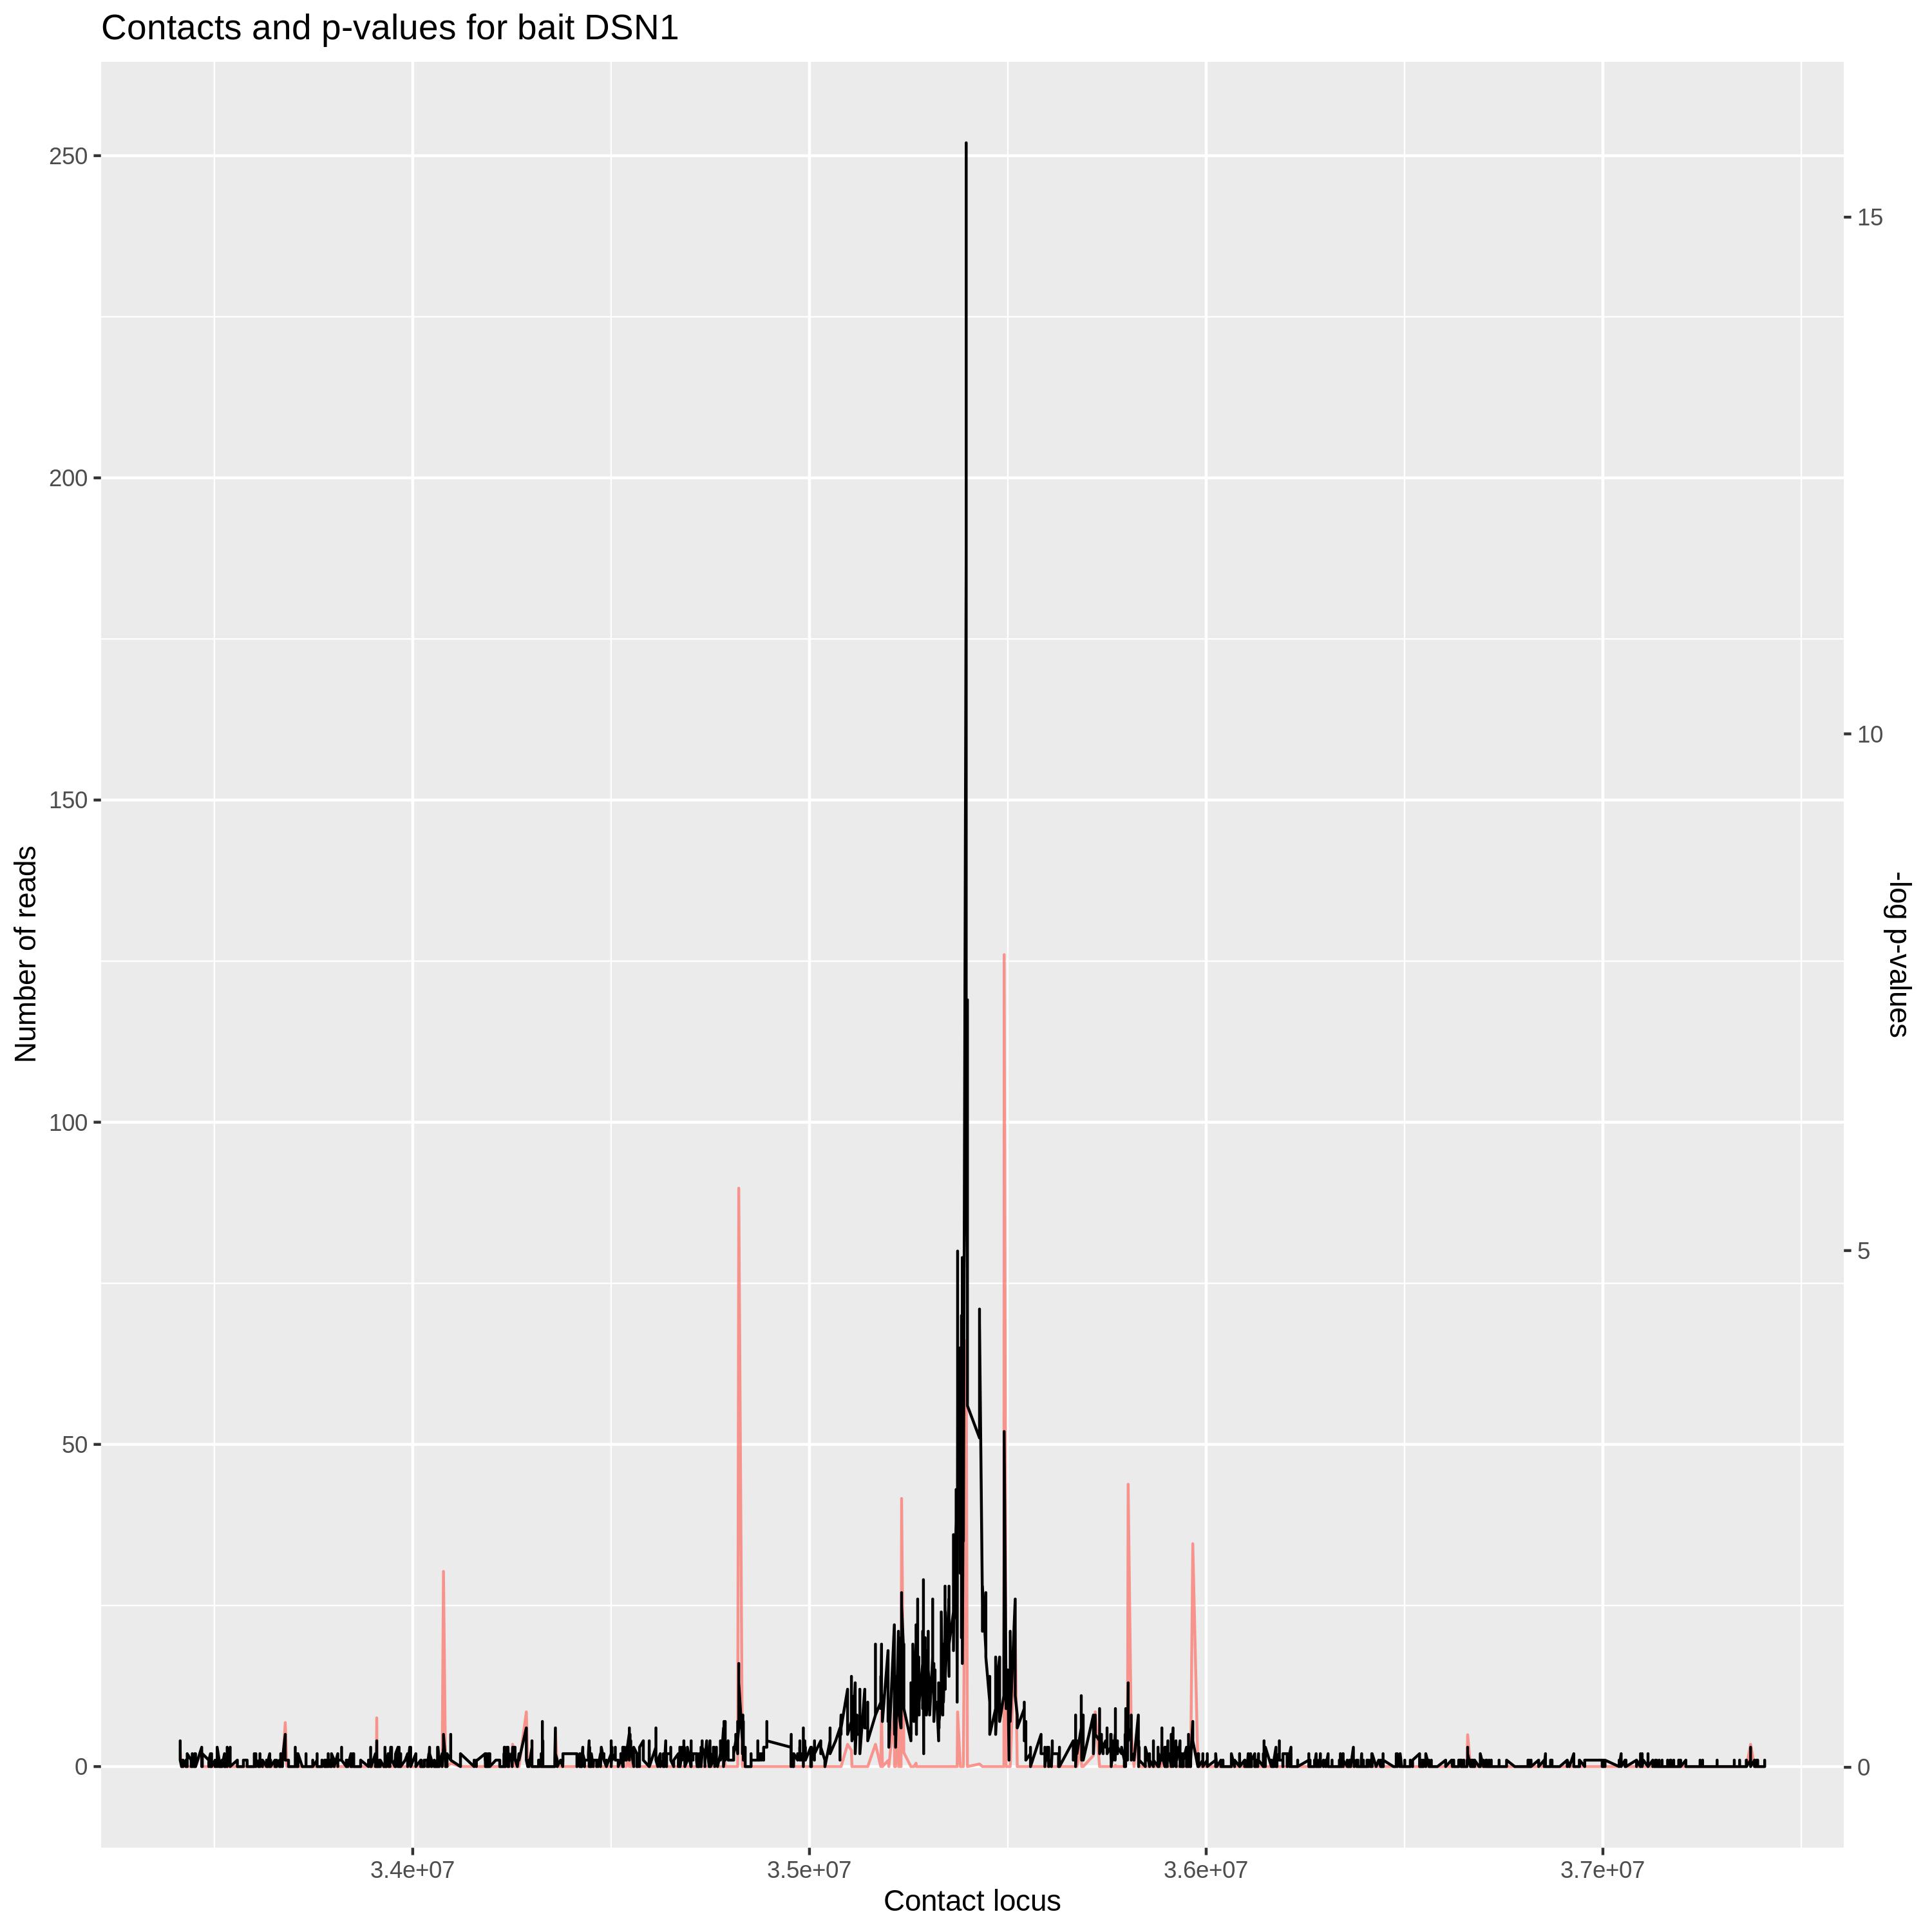 Contacts and p-values for bait DSN1
250
200
150
100
50
0
Number of reads
15
10
5
0
-log p-values
3.4e+07
3.5e+07
3.6e+07
3.7e+07
Contact locus